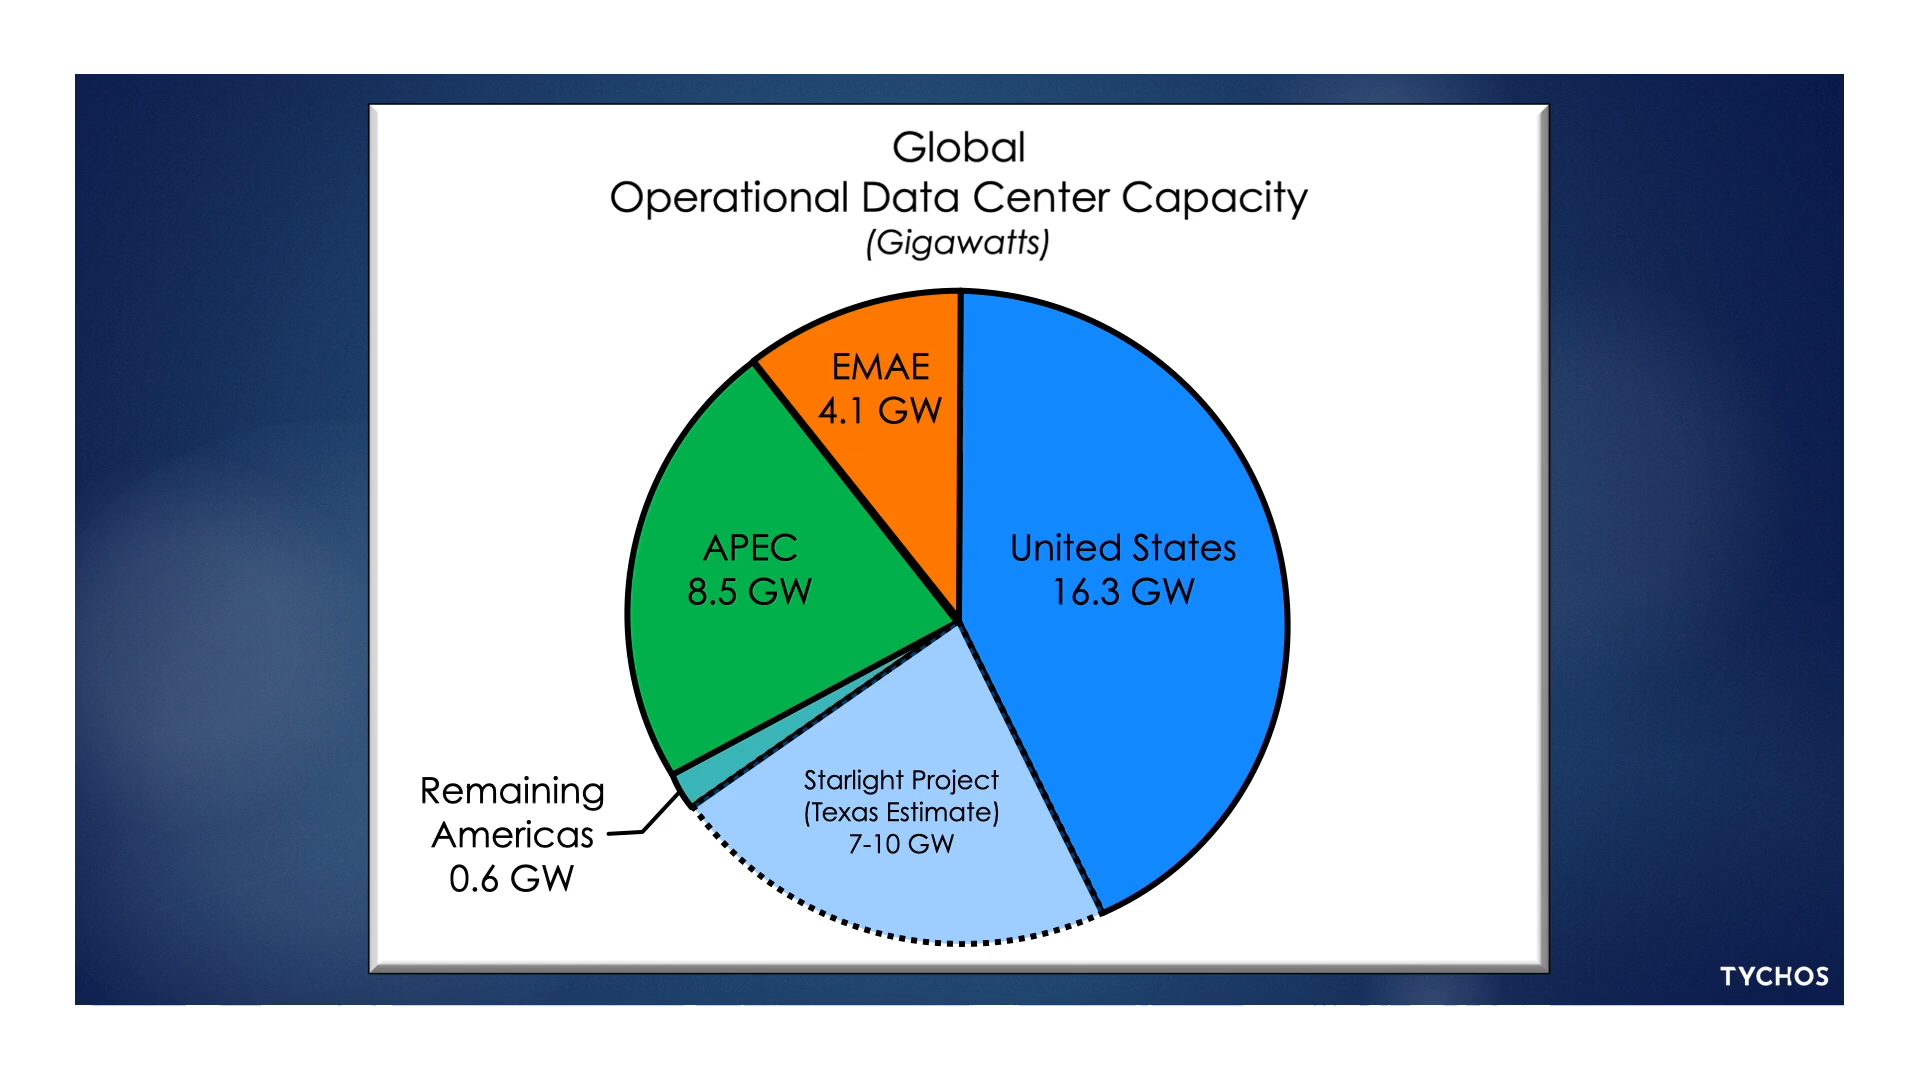 Global
Operational Data Center Capacity
(Gigawatts)
EMAE
4.1 GW
APEC
8.5 GW
United States
16.3 GW
Starlight Project
(Texas Estimate)
7-10 GW
Remaining
Americas
0.6 GW
TYCHOS